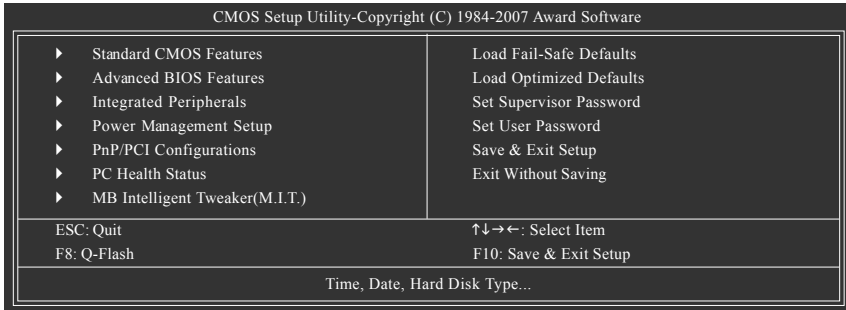 CMOS Setup Utility-Copyright (C) 1984-2007 Award Software
Standard CMOS Features
Advanced BIOS Features
Integrated Peripherals
Power Management Setup
PnP/PCI Configurations
PC Health Status
MB Intelligent Tweaker(M.I.T.)
Load Fail-Safe Defaults
Load Optimized Defaults
Set Supervisor Password
Set User Password
Save & Exit Setup
Exit Without Saving
ESC: Quit
↑↓→←: Select Item
F8: Q-Flash
F10: Save & Exit Setup
Time, Date, Hard Disk Type...